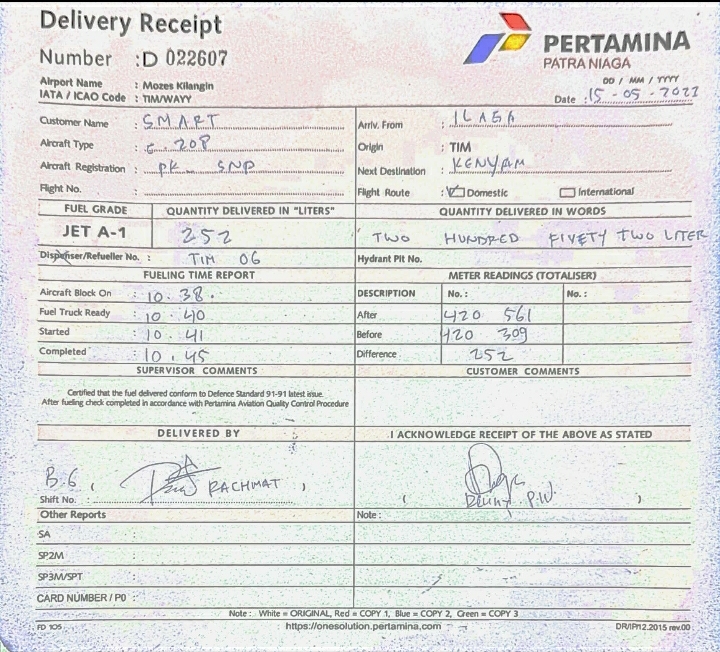 Delivery Receipt
PERTAMINA
PATRA NIAGA
Number : D 022607
Airport Name : Mozes Kilangin
IATA / ICAO Code : TIM/WAYY
DD / MM / YYYY
Date : 15 - 05 - 2022
Customer Name : SMART
Arriv. From : ILAGA
Aircraft Type : C 208
Origin : TIM
Aircraft Registration : PK SNP
Next Destination : KENYAM
Flight No. :
Flight Route : Domestic International
FUEL GRADE QUANTITY DELIVERED IN "LITERS" QUANTITY DELIVERED IN WORDS
JET A-1 252 TWO HUNDRED FIVETY TWO LITER
Dispenser/Refueller No. : TIM 06 Hydrant Pit No.
FUELING TIME REPORT METER READINGS (TOTALISER)
Aircraft Block On : 10.38. DESCRIPTION No. : No. :
Fuel Truck Ready : 10.40 After 420 561
Started : 10.41 Before 420 309
Completed : 10.45 Difference 252
SUPERVISOR COMMENTS CUSTOMER COMMENTS
Certified that the fuel delivered conform to Defence Standard 91-91 latest issue.
After fueling check completed in accordance with Pertamina Aviation Quality Control Procedure
DELIVERED BY I ACKNOWLEDGE RECEIPT OF THE ABOVE AS STATED
B.6 ( RACHMAT )
( P.W. )
Shift No. :
Other Reports Note :
SA :
SP2M :
SP3M/SPT :
CARD NUMBER / P0 :
Note : White = ORIGINAL, Red = COPY 1, Blue = COPY 2, Green = COPY 3
FD 105 https://onesolution.pertamina.com DR/IPI12.2015 rev.00